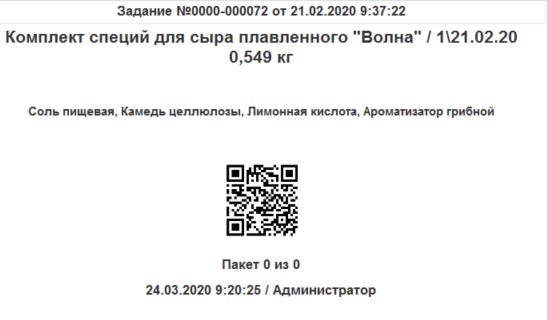 Задание №0000-000072 от 21.02.2020 9:37:22
Комплект специй для сыра плавленного "Волна" / 1\21.02.20
0,549 кг
Соль пищевая, Камедь целлюлозы, Лимонная кислота, Ароматизатор грибной
Пакет 0 из 0
24.03.2020 9:20:25 / Администратор